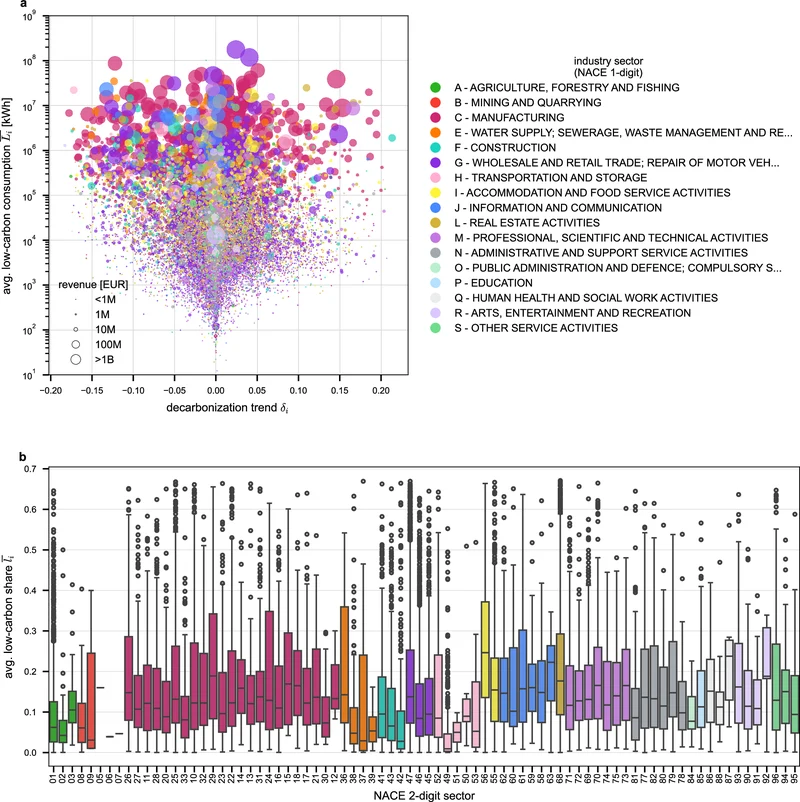 a
10⁹
10⁸
10⁷
10⁶
10⁵
10⁴
10³
10²
10¹
avg. low-carbon consumption L̅ᵢ [kWh]
revenue [EUR]
<1M
1M
10M
100M
>1B
−0.20 −0.15 −0.10 −0.05 0.00 0.05 0.10 0.15 0.20
decarbonization trend δᵢ
industry sector
(NACE 1-digit)
A - AGRICULTURE, FORESTRY AND FISHING
B - MINING AND QUARRYING
C - MANUFACTURING
E - WATER SUPPLY; SEWERAGE, WASTE MANAGEMENT AND RE...
F - CONSTRUCTION
G - WHOLESALE AND RETAIL TRADE; REPAIR OF MOTOR VEH...
H - TRANSPORTATION AND STORAGE
I - ACCOMMODATION AND FOOD SERVICE ACTIVITIES
J - INFORMATION AND COMMUNICATION
L - REAL ESTATE ACTIVITIES
M - PROFESSIONAL, SCIENTIFIC AND TECHNICAL ACTIVITIES
N - ADMINISTRATIVE AND SUPPORT SERVICE ACTIVITIES
O - PUBLIC ADMINISTRATION AND DEFENCE; COMPULSORY S...
P - EDUCATION
Q - HUMAN HEALTH AND SOCIAL WORK ACTIVITIES
R - ARTS, ENTERTAINMENT AND RECREATION
S - OTHER SERVICE ACTIVITIES
b
0.7
0.6
0.5
0.4
0.3
0.2
0.1
0.0
avg. low-carbon share l̅ᵢ
01 02 03 08 09 05 06 07 26 27 11 28 20 25 33 10 32 29 23 22 14 13 31 24 16 15 18 17 21 30 12 36 38 37 39 41 43 42 47 46 45 52 49 51 50 53 56 55 62 60 61 59 58 63 68 71 72 69 70 74 75 73 81 77 82 80 79 78 84 85 86 88 87 93 90 91 92 96 94 95
NACE 2-digit sector